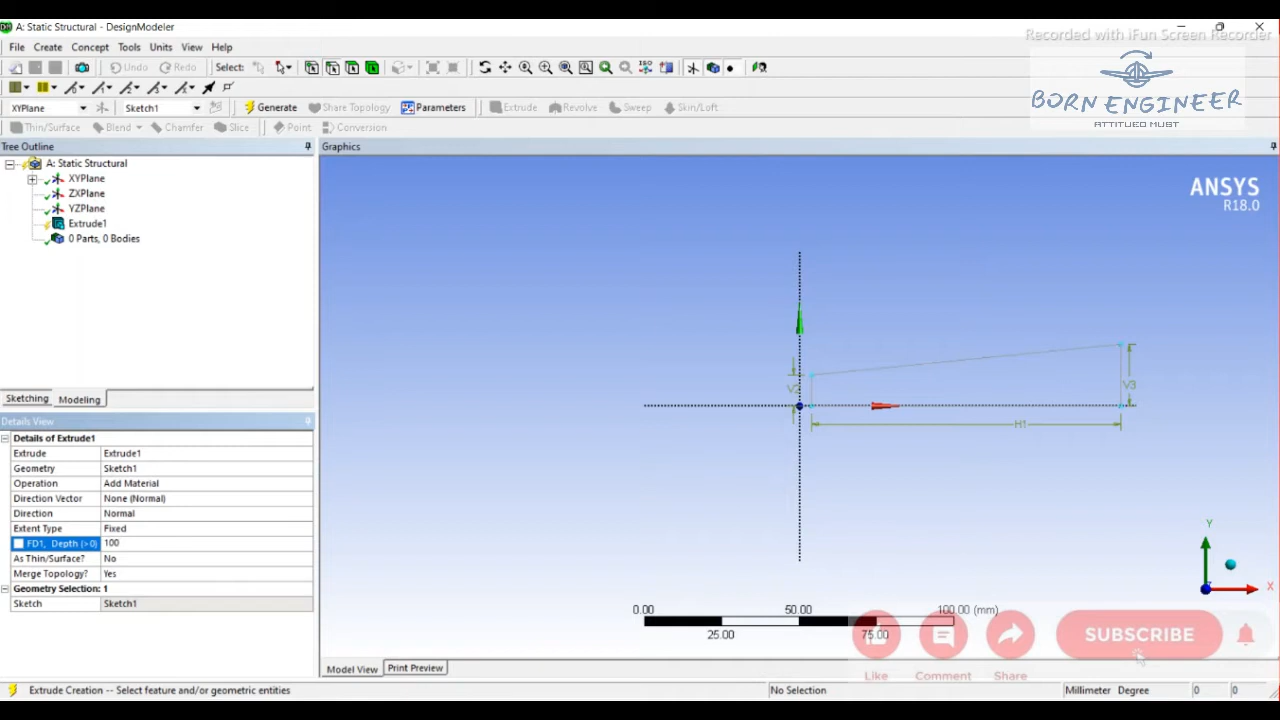 A: Static Structural - DesignModeler
Recorded with iFun Screen Recorder
File Create Concept Tools Units View Help
Undo Redo Select:
BORN ENGINEER
ATTITUED MUST
XYPlane Sketch1 Generate Share Topology Parameters Extrude Revolve Sweep Skin/Loft
Thin/Surface Blend Chamfer Slice Point Conversion
Tree Outline
A: Static Structural
XYPlane
ZXPlane
YZPlane
Extrude1
0 Parts, 0 Bodies
Sketching Modeling
Details View
Details of Extrude1
Extrude Extrude1
Geometry Sketch1
Operation Add Material
Direction Vector None (Normal)
Direction Normal
Extent Type Fixed
FD1, Depth (>0) 100
As Thin/Surface? No
Merge Topology? Yes
Geometry Selection: 1
Sketch Sketch1
Graphics
ANSYS
R18.0
V2
V3
H1
Y
X
0.00 50.00 100.00 (mm)
25.00 75.00
SUBSCRIBE
Like Comment Share
Model View Print Preview
Extrude Creation -- Select feature and/or geometric entities No Selection Millimeter Degree 0 0